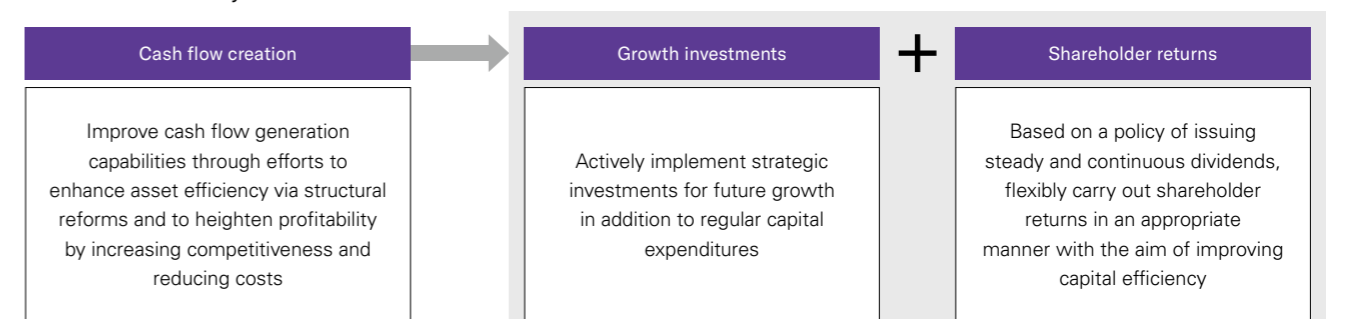 Cash flow creation
Improve cash flow generation
capabilities through efforts to
enhance asset efficiency via structural
reforms and to heighten profitability
by increasing competitiveness and
reducing costs
Growth investments
Actively implement strategic
investments for future growth
in addition to regular capital
expenditures
+
Shareholder returns
Based on a policy of issuing
steady and continuous dividends,
flexibly carry out shareholder
returns in an appropriate
manner with the aim of improving
capital efficiency